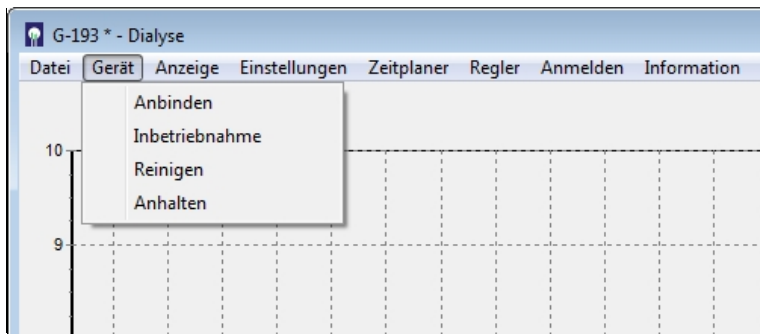 G-193 * - Dialyse
Datei Gerät Anzeige Einstellungen Zeitplaner Regler Anmelden Information
Anbinden
Inbetriebnahme
Reinigen
Anhalten
10
9